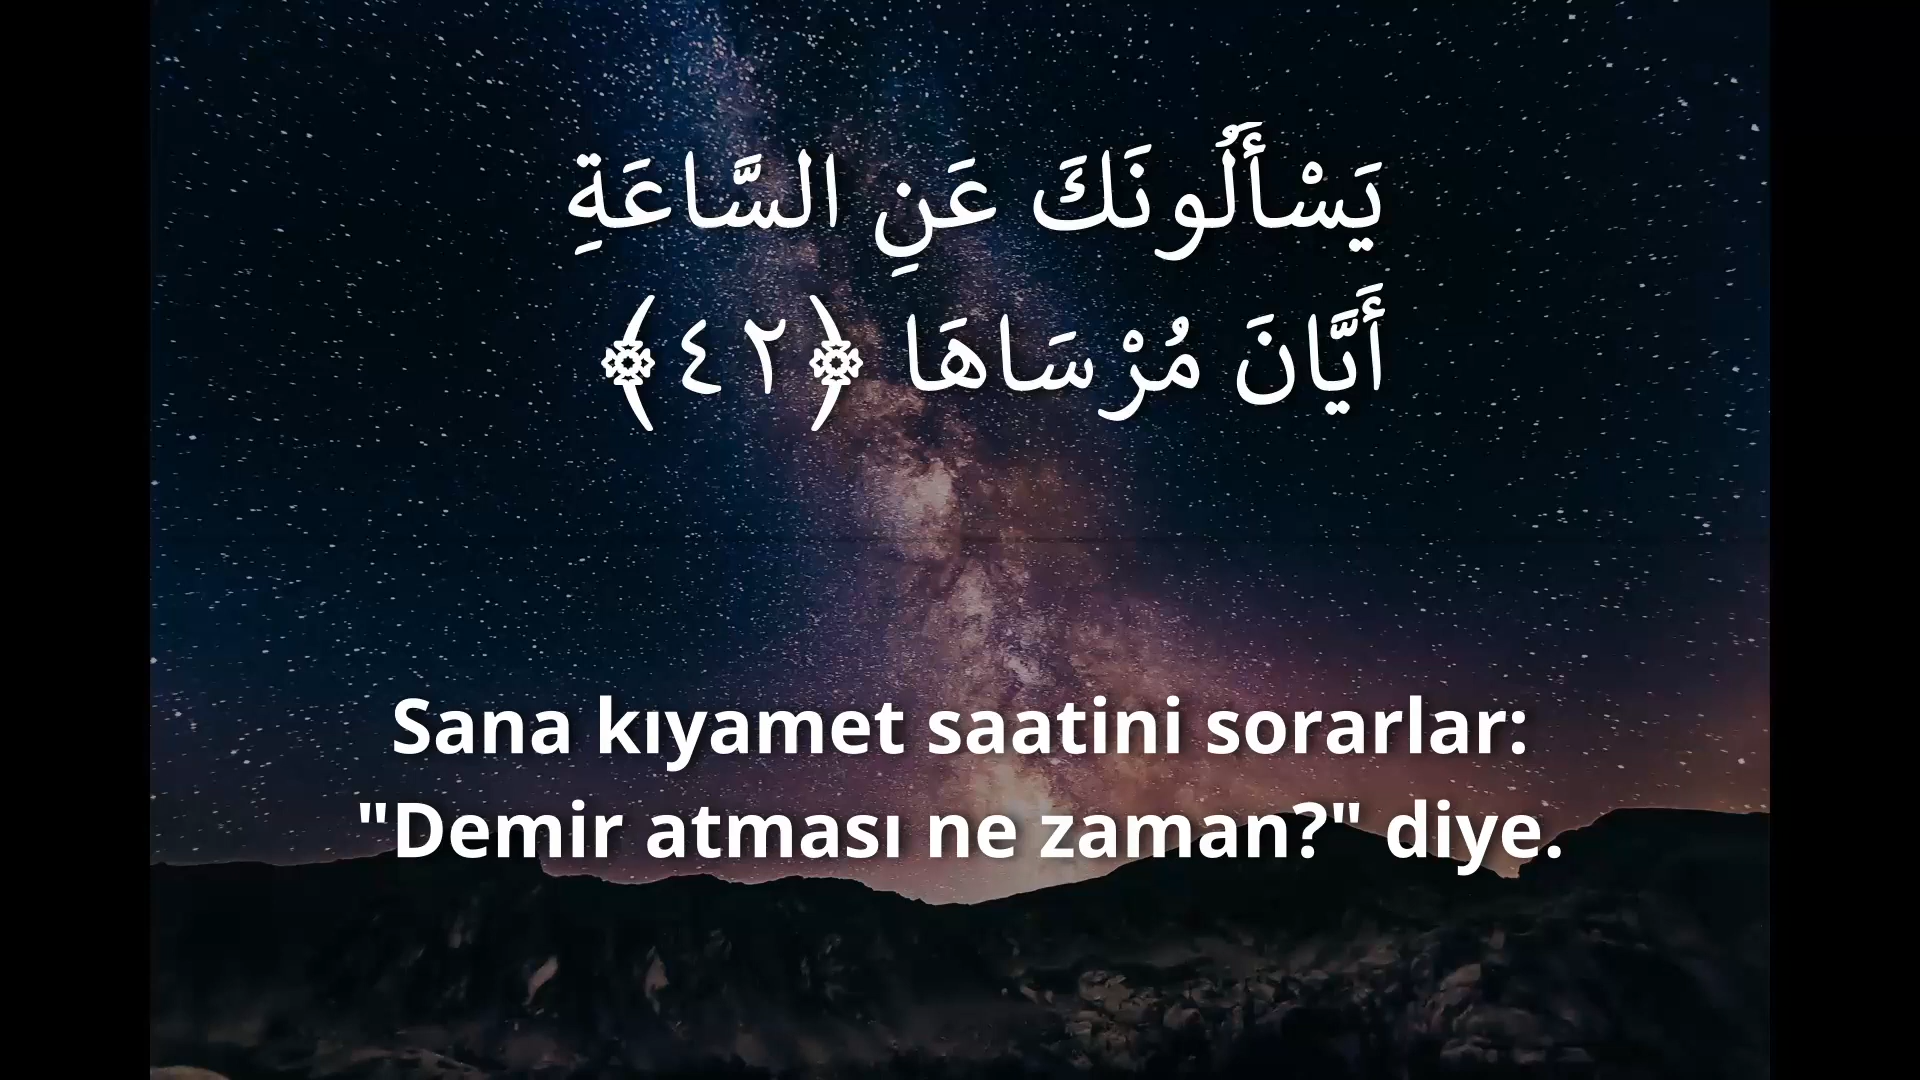 يَسْأَلُونَكَ عَنِ السَّاعَةِ
أَيَّانَ مُرْسَاهَا ﴿٤٢﴾
Sana kıyamet saatini sorarlar:
"Demir atması ne zaman?" diye.